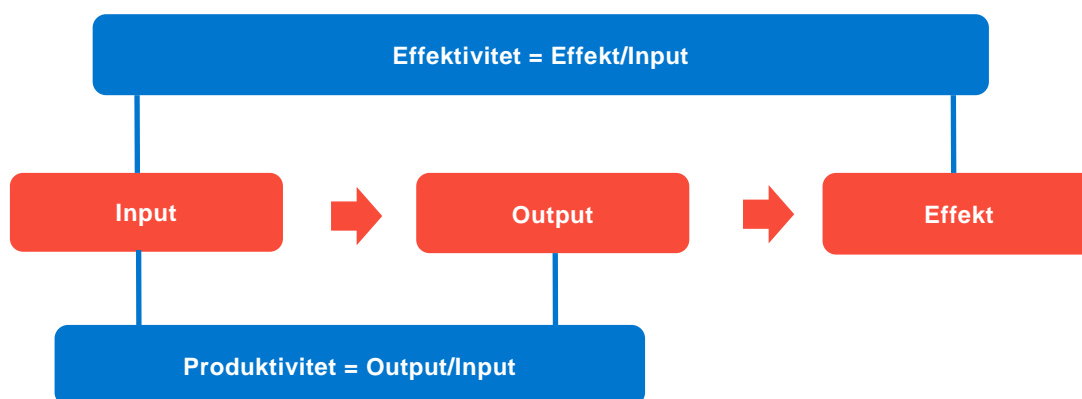 Effektivitet = Effekt/Input
Input
Output
Effekt
Produktivitet = Output/Input